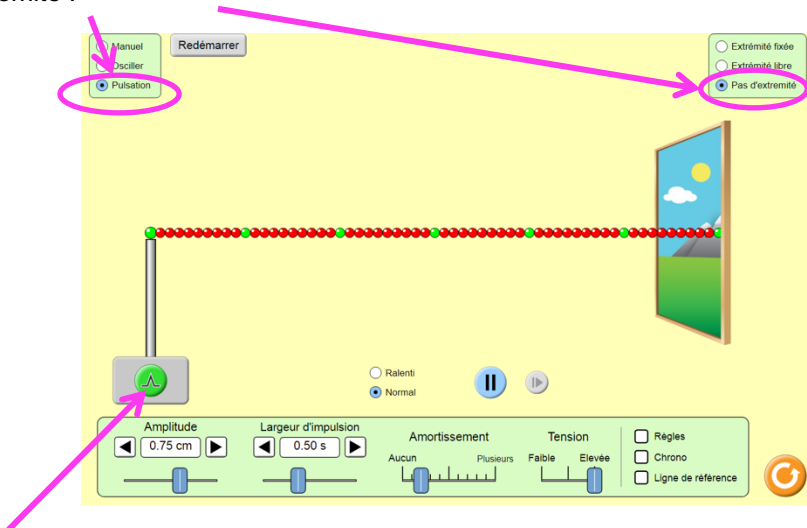 Manuel
Osciller
Pulsation
Redémarrer
Extrémité fixée
Extrémité libre
Pas d'extremité
Ralenti
Normal
Amplitude
0.75 cm
Largeur d'impulsion
0.50 s
Amortissement
Aucun
Plusieurs
Tension
Faible
Elevée
Règles
Chrono
Ligne de référence